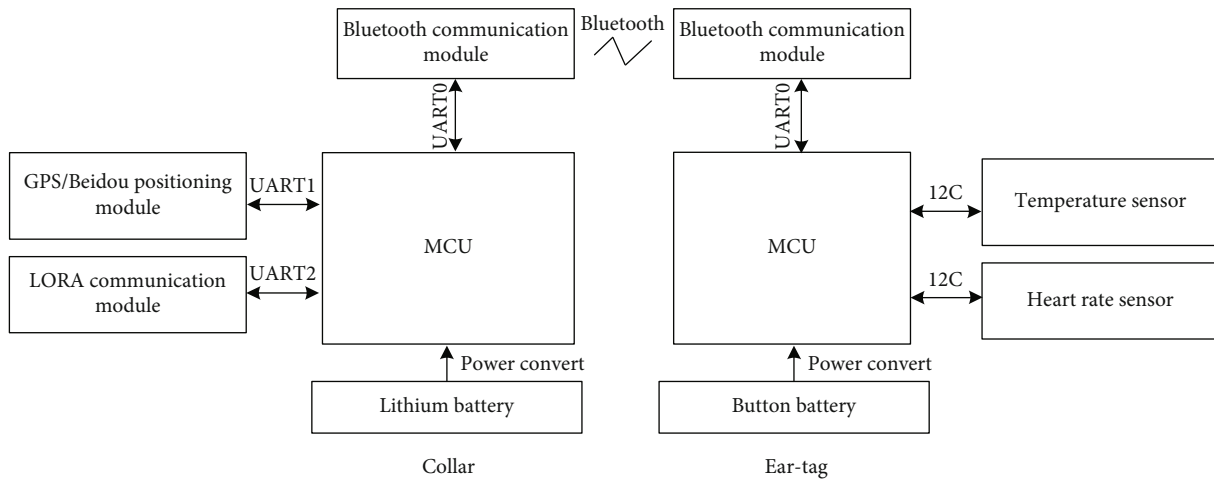 Bluetooth communication
module
Bluetooth
Bluetooth communication
module
UART0
UART0
GPS/Beidou positioning
module
UART1
LORA communication
module
UART2
MCU
MCU
12C
Temperature sensor
12C
Heart rate sensor
Power convert
Lithium battery
Power convert
Button battery
Collar
Ear-tag